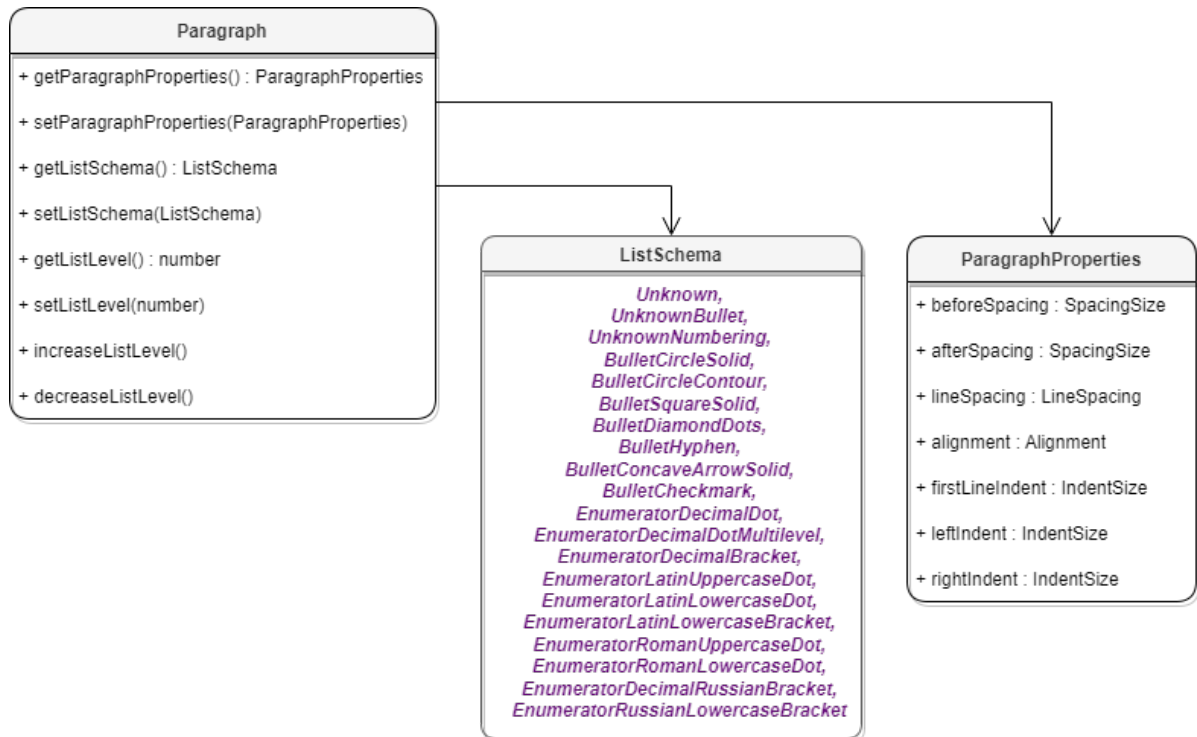 Paragraph
+ getParagraphProperties() : ParagraphProperties
+ setParagraphProperties(ParagraphProperties)
+ getListSchema() : ListSchema
+ setListSchema(ListSchema)
+ getListLevel() : number
+ setListLevel(number)
+ increaseListLevel()
+ decreaseListLevel()
ListSchema
Unknown,
UnknownBullet,
UnknownNumbering,
BulletCircleSolid,
BulletCircleContour,
BulletSquareSolid,
BulletDiamondDots,
BulletHyphen,
BulletConcaveArrowSolid,
BulletCheckmark,
EnumeratorDecimalDot,
EnumeratorDecimalDotMultilevel,
EnumeratorDecimalBracket,
EnumeratorLatinUppercaseDot,
EnumeratorLatinLowercaseDot,
EnumeratorLatinLowercaseBracket,
EnumeratorRomanUppercaseDot,
EnumeratorRomanLowercaseDot,
EnumeratorDecimalRussianBracket,
EnumeratorRussianLowercaseBracket
ParagraphProperties
+ beforeSpacing : SpacingSize
+ afterSpacing : SpacingSize
+ lineSpacing : LineSpacing
+ alignment : Alignment
+ firstLineIndent : IndentSize
+ leftIndent : IndentSize
+ rightIndent : IndentSize